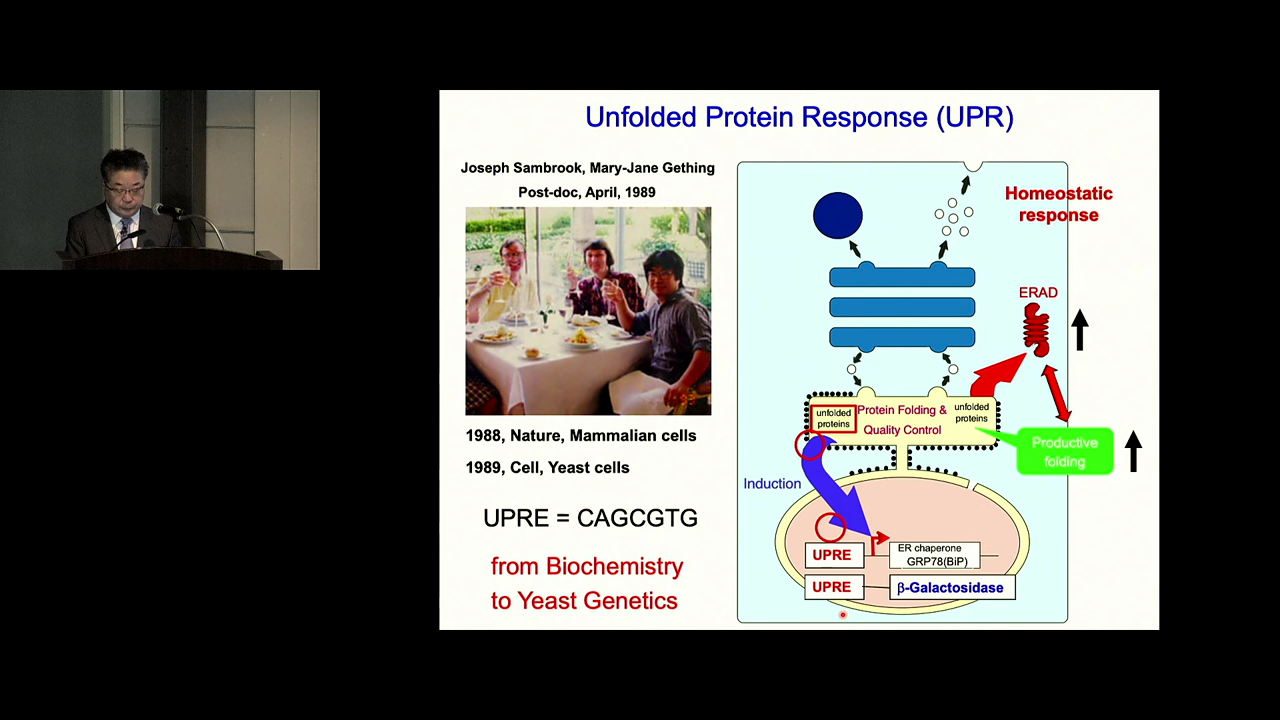 Unfolded Protein Response (UPR)
Joseph Sambrook, Mary-Jane Gething
Post-doc, April, 1989
1988, Nature, Mammalian cells
1989, Cell, Yeast cells
UPRE = CAGCGTG
from Biochemistry
to Yeast Genetics
Homeostatic
response
ERAD
unfolded
proteins
Protein Folding &
Quality Control
unfolded
proteins
Productive
folding
Induction
UPRE
ER chaperone
GRP78(BiP)
UPRE
β-Galactosidase